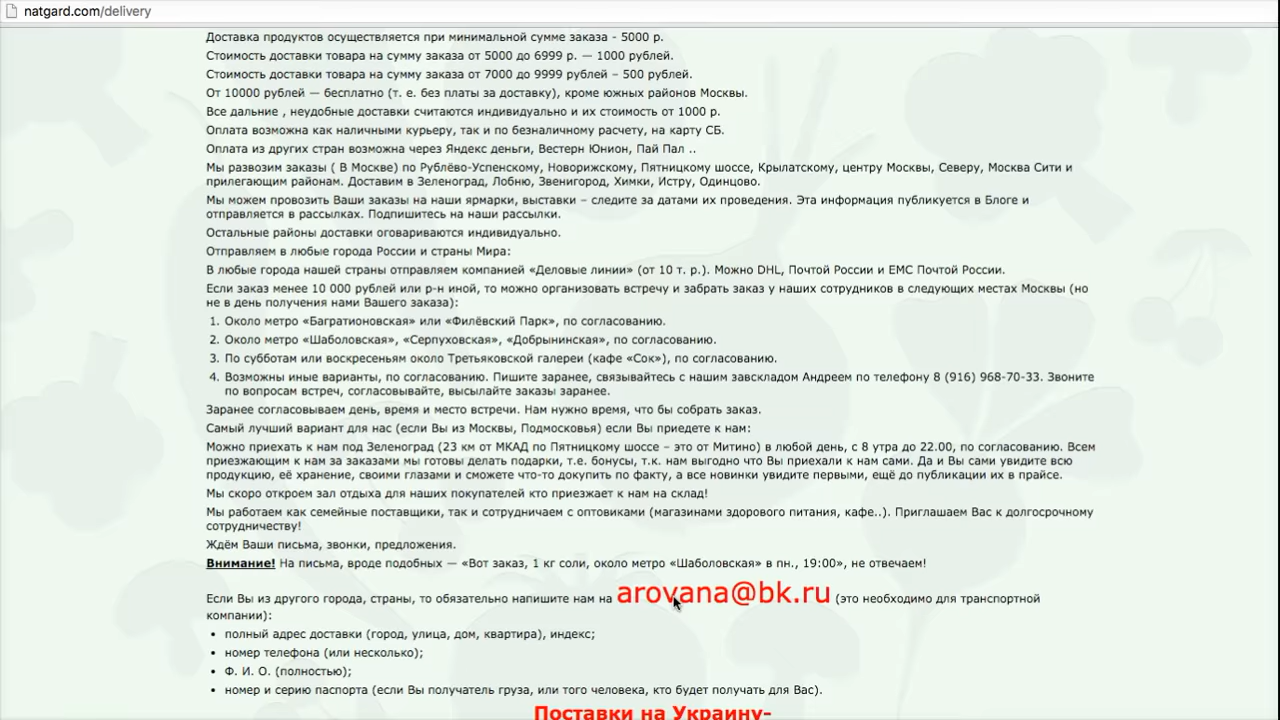 natgard.com/delivery
Доставка продуктов осуществляется при минимальной сумме заказа - 5000 р.
Стоимость доставки товара на сумму заказа от 5000 до 6999 р. — 1000 рублей.
Стоимость доставки товара на сумму заказа от 7000 до 9999 рублей – 500 рублей.
От 10000 рублей — бесплатно (т. е. без платы за доставку), кроме южных районов Москвы.
Все дальние , неудобные доставки считаются индивидуально и их стоимость от 1000 р.
Оплата возможна как наличными курьеру, так и по безналичному расчету, на карту СБ.
Оплата из других стран возможна через Яндекс деньги, Вестерн Юнион, Пай Пал ..
Мы развозим заказы ( В Москве) по Рублёво-Успенскому, Новорижскому, Пятницкому шоссе, Крылатскому, центру Москвы, Северу, Москва Сити и
прилегающим районам. Доставим в Зеленоград, Лобню, Звенигород, Химки, Истру, Одинцово.
Мы можем провозить Ваши заказы на наши ярмарки, выставки – следите за датами их проведения. Эта информация публикуется в Блоге и
отправляется в рассылках. Подпишитесь на наши рассылки.
Остальные районы доставки оговариваются индивидуально.
Отправляем в любые города России и страны Мира:
В любые города нашей страны отправляем компанией «Деловые линии» (от 10 т. р.). Можно DHL, Почтой России и ЕМС Почтой России.
Если заказ менее 10 000 рублей или р-н иной, то можно организовать встречу и забрать заказ у наших сотрудников в следующих местах Москвы (но
не в день получения нами Вашего заказа):
1. Около метро «Багратионовская» или «Филёвский Парк», по согласованию.
2. Около метро «Шаболовская», «Серпуховская», «Добрынинская», по согласованию.
3. По субботам или воскресеньям около Третьяковской галереи (кафе «Сок»), по согласованию.
4. Возможны иные варианты, по согласованию. Пишите заранее, связывайтесь с нашим завскладом Андреем по телефону 8 (916) 968-70-33. Звоните
по вопросам встреч, согласовывайте, высылайте заказы заранее.
Заранее согласовываем день, время и место встречи. Нам нужно время, что бы собрать заказ.
Самый лучший вариант для нас (если Вы из Москвы, Подмосковья) если Вы приедете к нам:
Можно приехать к нам под Зеленоград (23 км от МКАД по Пятницкому шоссе – это от Митино) в любой день, с 8 утра до 22.00, по согласованию. Всем
приезжающим к нам за заказами мы готовы делать подарки, т.е. бонусы, т.к. нам выгодно что Вы приехали к нам сами. Да и Вы сами увидите всю
продукцию, её хранение, своими глазами и сможете что-то докупить по факту, а все новинки увидите первыми, ещё до публикации их в прайсе.
Мы скоро откроем зал отдыха для наших покупателей кто приезжает к нам на склад!
Мы работаем как семейные поставщики, так и сотрудничаем с оптовиками (магазинами здорового питания, кафе..). Приглашаем Вас к долгосрочному
сотрудничеству!
Ждём Ваши письма, звонки, предложения.
Внимание! На письма, вроде подобных — «Вот заказ, 1 кг соли, около метро «Шаболовская» в пн., 19:00», не отвечаем!
Если Вы из другого города, страны, то обязательно напишите нам на arovana@bk.ru (это необходимо для транспортной
компании):
• полный адрес доставки (город, улица, дом, квартира), индекс;
• номер телефона (или несколько);
• Ф. И. О. (полностью);
• номер и серию паспорта (если Вы получатель груза, или того человека, кто будет получать для Вас).
Поставки на Украину-